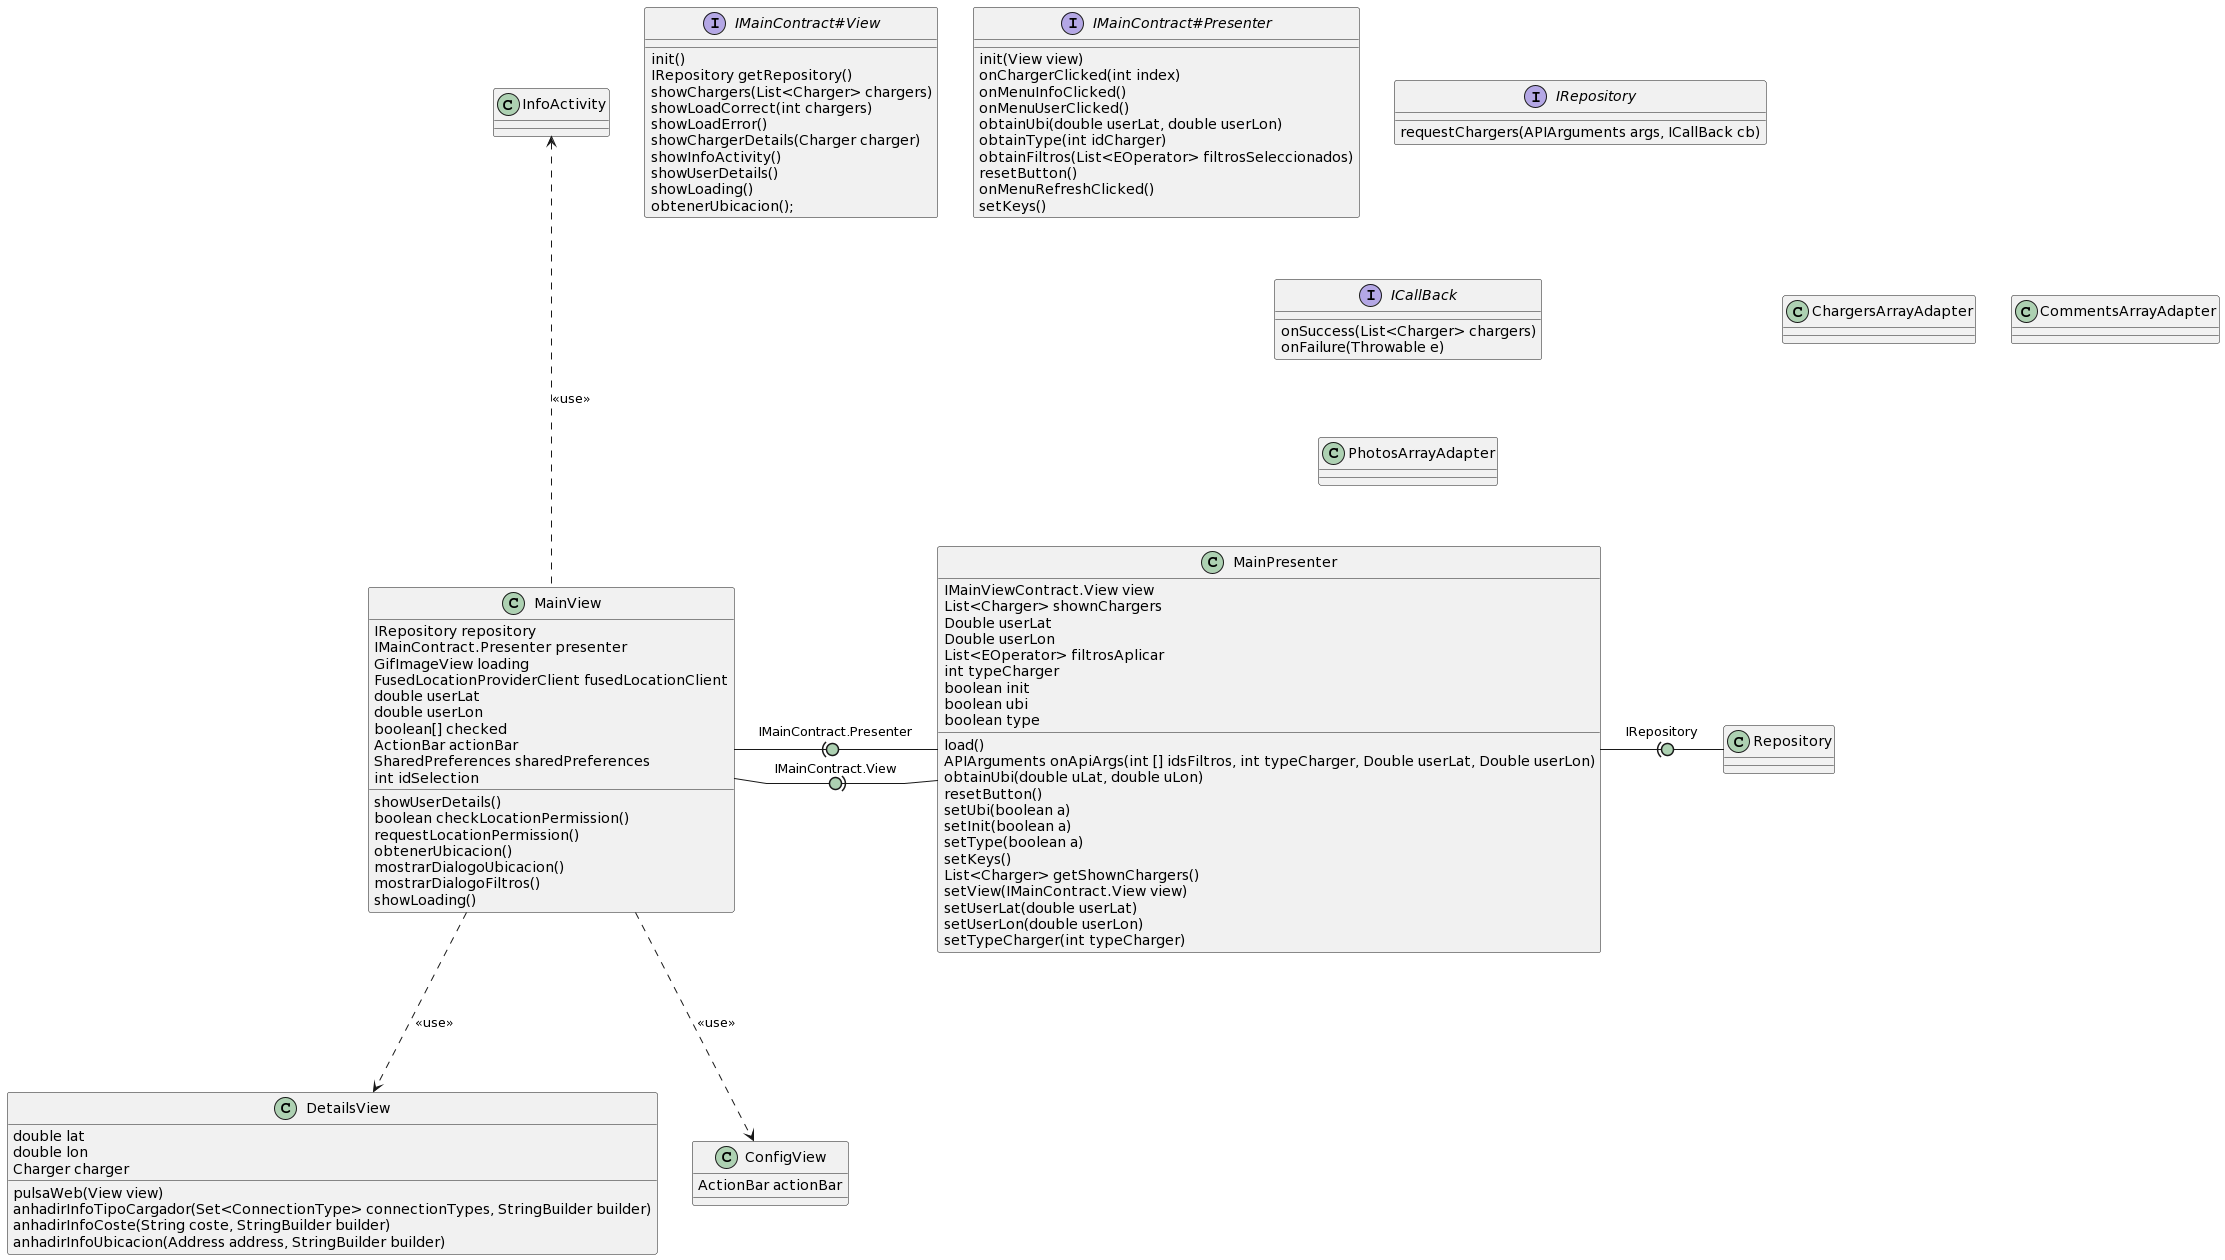 IMainContract#View
init()
IRepository getRepository()
showChargers(List<Charger> chargers)
showLoadCorrect(int chargers)
showLoadError()
showChargerDetails(Charger charger)
showInfoActivity()
showUserDetails()
showLoading()
obtenerUbicacion();
IMainContract#Presenter
init(View view)
onChargerClicked(int index)
onMenuInfoClicked()
onMenuUserClicked()
obtainUbi(double userLat, double userLon)
obtainType(int idCharger)
obtainFiltros(List<EOperator> filtrosSeleccionados)
resetButton()
onMenuRefreshClicked()
setKeys()
InfoActivity
IRepository
requestChargers(APIArguments args, ICallBack cb)
ICallBack
onSuccess(List<Charger> chargers)
onFailure(Throwable e)
ChargersArrayAdapter
CommentsArrayAdapter
«use»
PhotosArrayAdapter
MainView
IRepository repository
IMainContract.Presenter presenter
GifImageView loading
FusedLocationProviderClient fusedLocationClient
double userLat
double userLon
boolean[] checked
ActionBar actionBar
SharedPreferences sharedPreferences
int idSelection
showUserDetails()
boolean checkLocationPermission()
requestLocationPermission()
obtenerUbicacion()
mostrarDialogoUbicacion()
mostrarDialogoFiltros()
showLoading()
IMainContract.Presenter
IMainContract.View
MainPresenter
IMainViewContract.View view
List<Charger> shownChargers
Double userLat
Double userLon
List<EOperator> filtrosAplicar
int typeCharger
boolean init
boolean ubi
boolean type
load()
APIArguments onApiArgs(int [] idsFiltros, int typeCharger, Double userLat, Double userLon)
obtainUbi(double uLat, double uLon)
resetButton()
setUbi(boolean a)
setInit(boolean a)
setType(boolean a)
setKeys()
List<Charger> getShownChargers()
setView(IMainContract.View view)
setUserLat(double userLat)
setUserLon(double userLon)
setTypeCharger(int typeCharger)
IRepository
Repository
«use»
«use»
DetailsView
double lat
double lon
Charger charger
pulsaWeb(View view)
anhadirInfoTipoCargador(Set<ConnectionType> connectionTypes, StringBuilder builder)
anhadirInfoCoste(String coste, StringBuilder builder)
anhadirInfoUbicacion(Address address, StringBuilder builder)
ConfigView
ActionBar actionBar